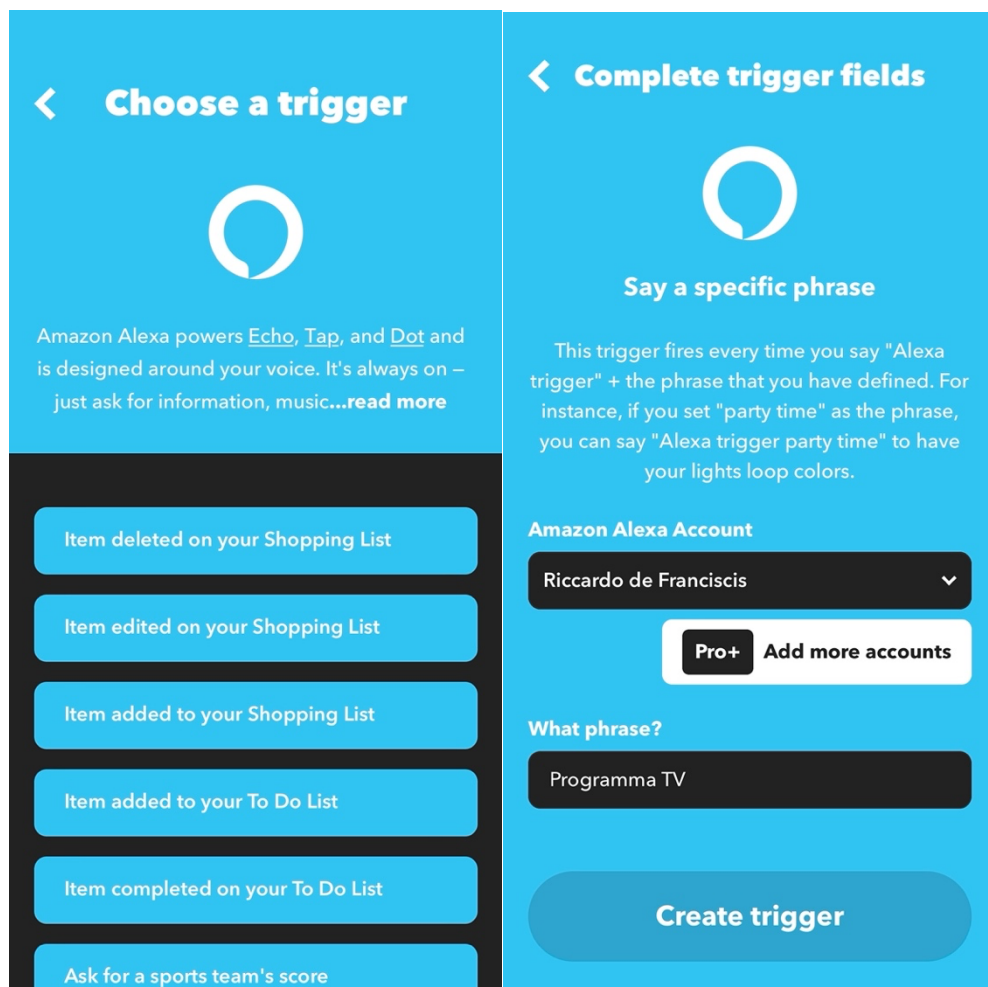 Choose a trigger
Amazon Alexa powers Echo, Tap, and Dot and
is designed around your voice. It's always on –
just ask for information, music...read more
Item deleted on your Shopping List
Item edited on your Shopping List
Item added to your Shopping List
Item added to your To Do List
Item completed on your To Do List
Ask for a sports team's score
Complete trigger fields
Say a specific phrase
This trigger fires every time you say "Alexa
trigger" + the phrase that you have defined. For
instance, if you set "party time" as the phrase,
you can say "Alexa trigger party time" to have
your lights loop colors.
Amazon Alexa Account
Riccardo de Franciscis
Pro+ Add more accounts
What phrase?
Programma TV
Create trigger